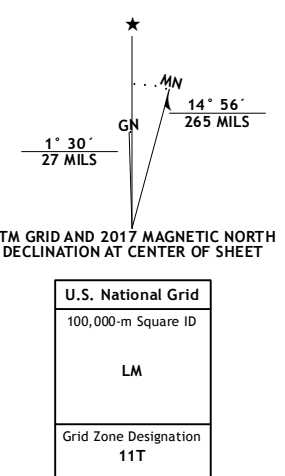 ★
MN
GN
14° 56´
265 MILS
1° 30´
27 MILS
TM GRID AND 2017 MAGNETIC NORTH
DECLINATION AT CENTER OF SHEET
U.S. National Grid
100,000-m Square ID
LM
Grid Zone Designation
11T